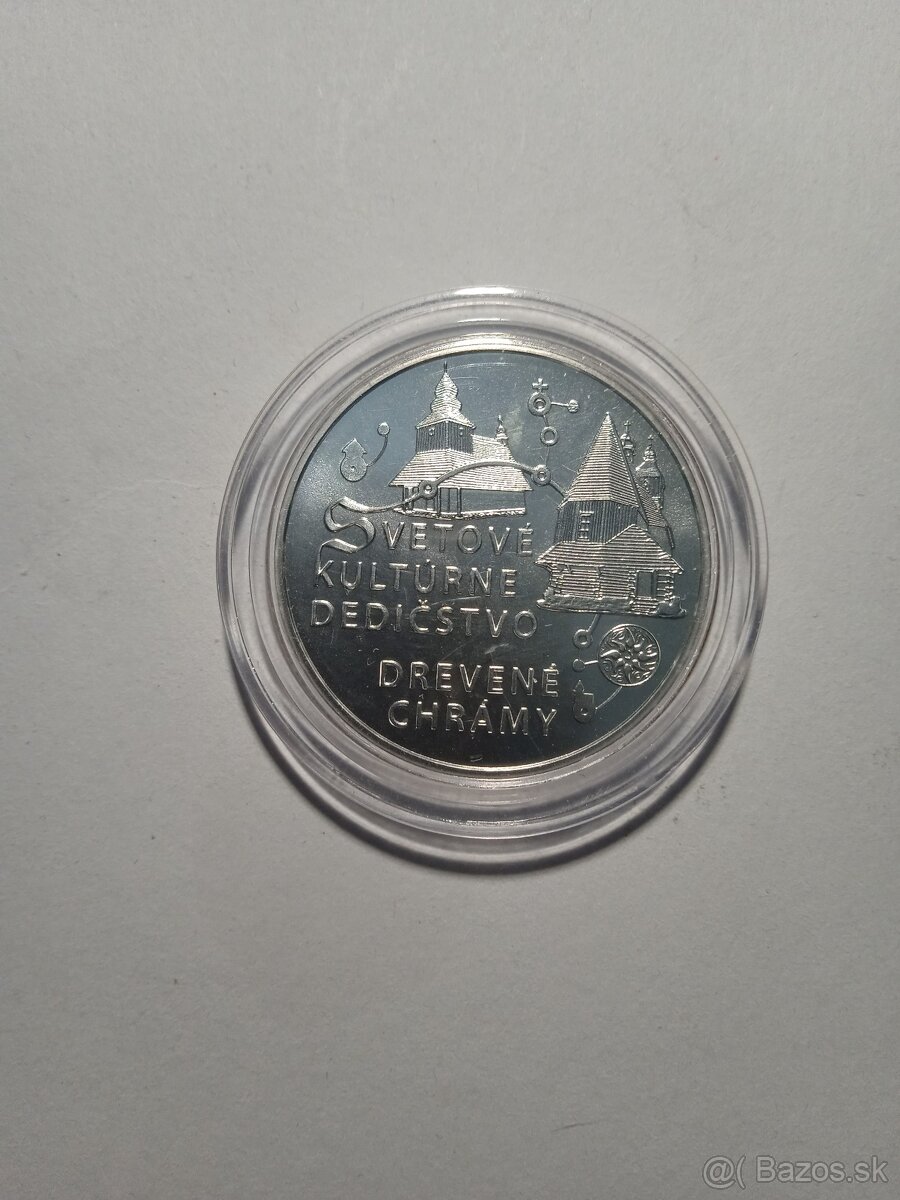 SVETOVÉ
KULTÚRNE
DEDIČSTVO
DREVENÉ
CHRÁMY
@( Bazos.sk